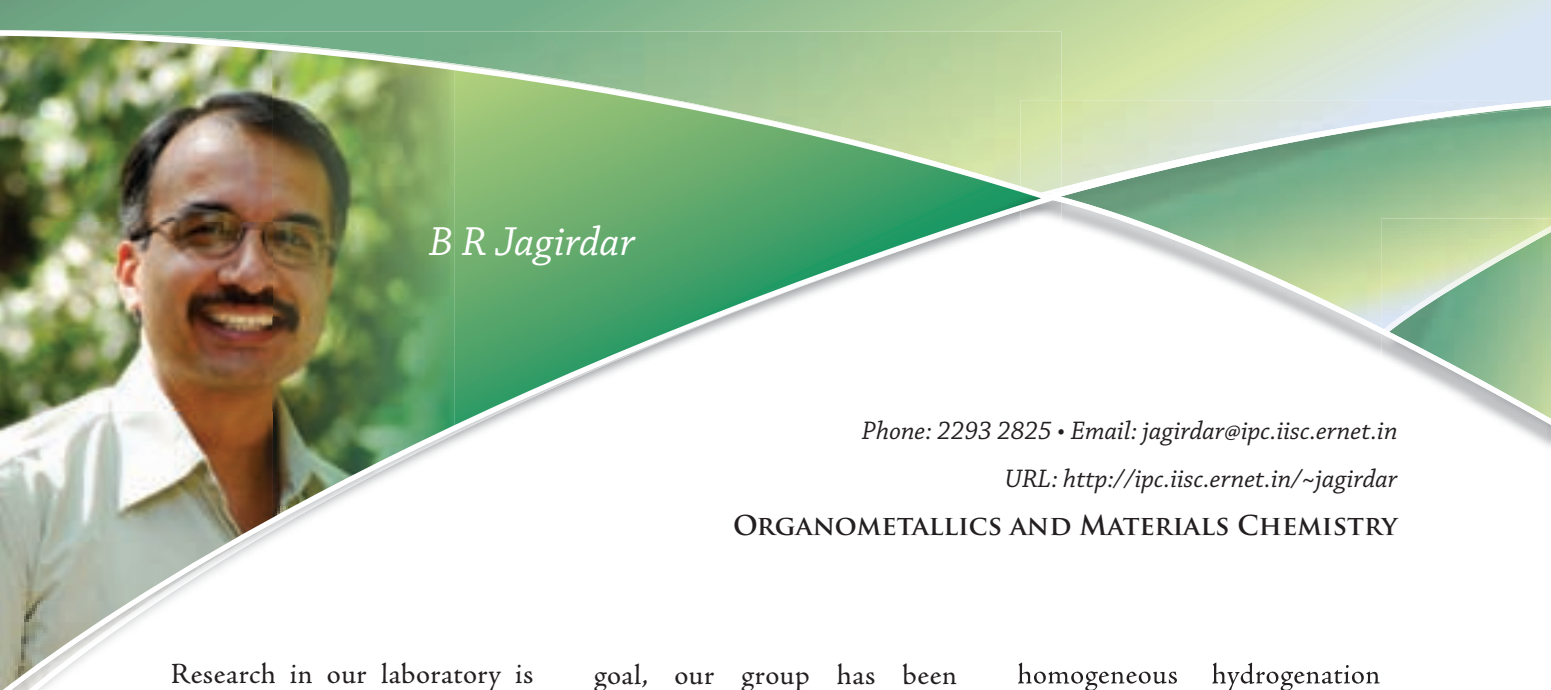 B R Jagirdar
Phone: 2293 2825 • Email: jagirdar@ipc.iisc.ernet.in
URL: http://ipc.iisc.ernet.in/~jagirdar
Organometallics and Materials Chemistry
Research in our laboratory is
goal, our group has been
homogeneous hydrogenation